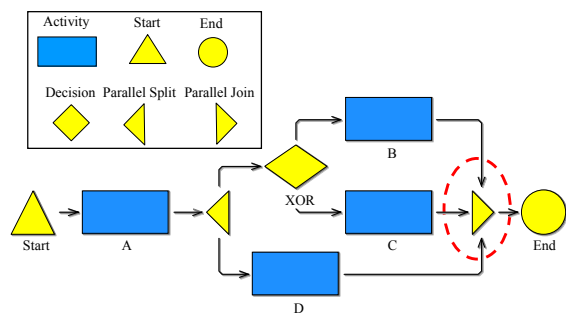 Activity Start End
Decision Parallel Split Parallel Join
B
XOR
Start A C End
D